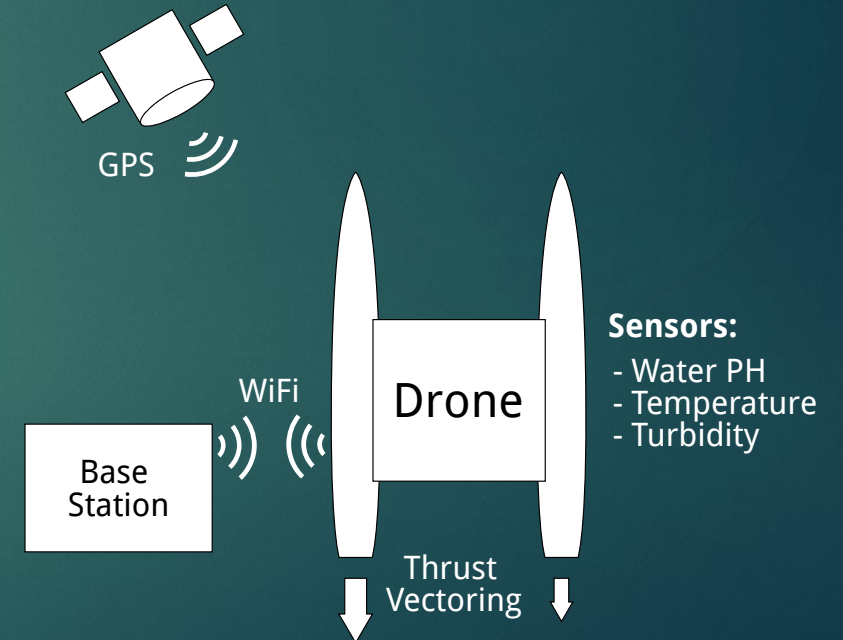 GPS
WiFi
Base
Station
Drone
Sensors:
- Water PH
- Temperature
- Turbidity
Thrust
Vectoring